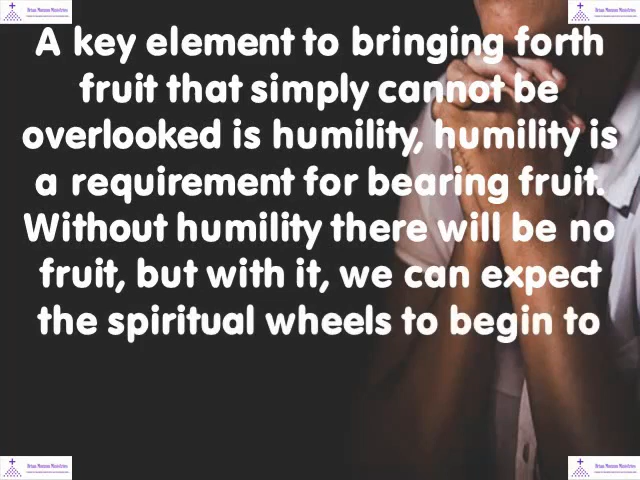 A key element to bringing forth
fruit that simply cannot be
overlooked is humility, humility is
a requirement for bearing fruit.
Without humility there will be no
fruit, but with it, we can expect
the spiritual wheels to begin to